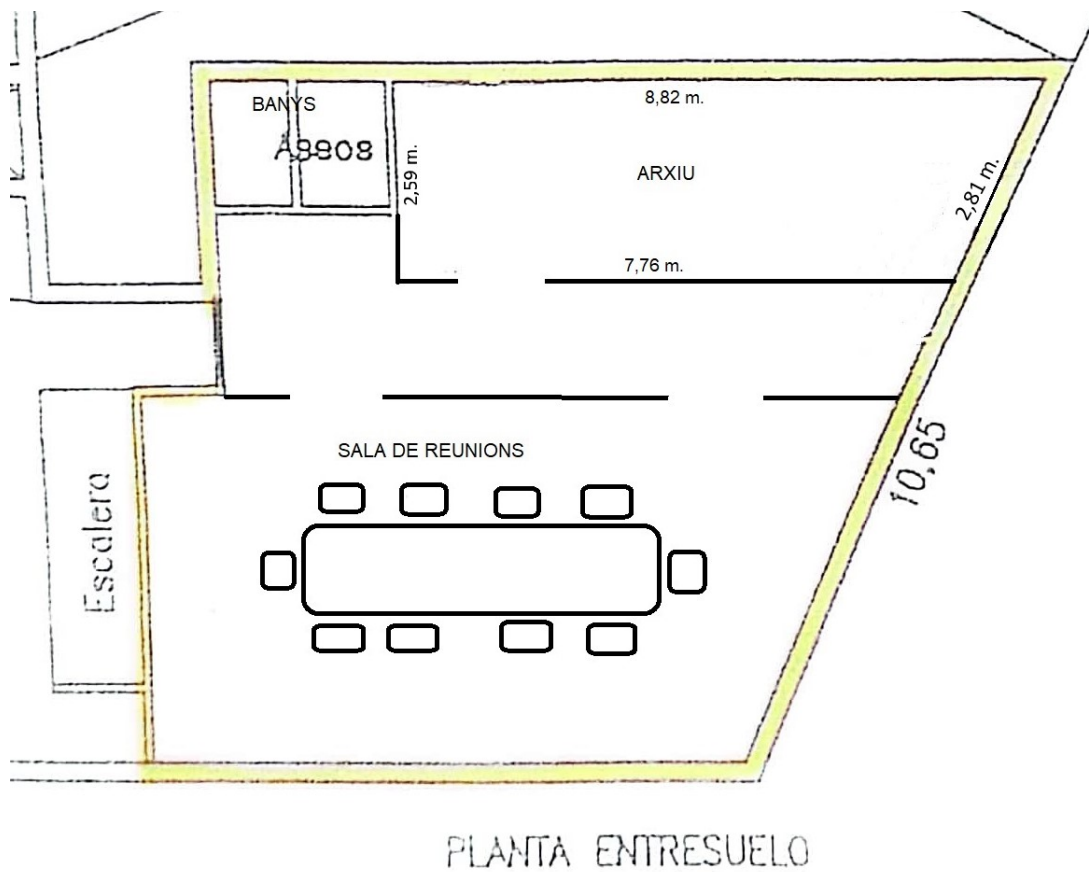 BANYS
8,82 m.
2,59 m.
ARXIU
2,81 m.
7,76 m.
SALA DE REUNIONS
10,65
Escalera
PLANTA ENTRESUELO